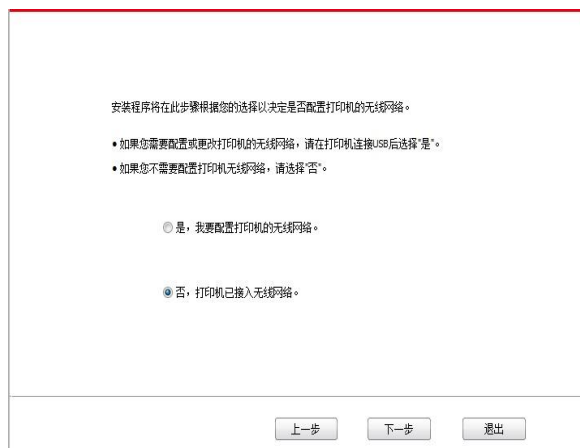 安装程序将在此步骤根据您的选择以决定是否配置打印机的无线网络。
• 如果您需要配置或更改打印机的无线网络，请在打印机连接USB后选择"是"。
• 如果您不需要配置打印机无线网络，请选择"否"。
是，我要配置打印机的无线网络。
否，打印机已接入无线网络。
上一步 下一步 退出